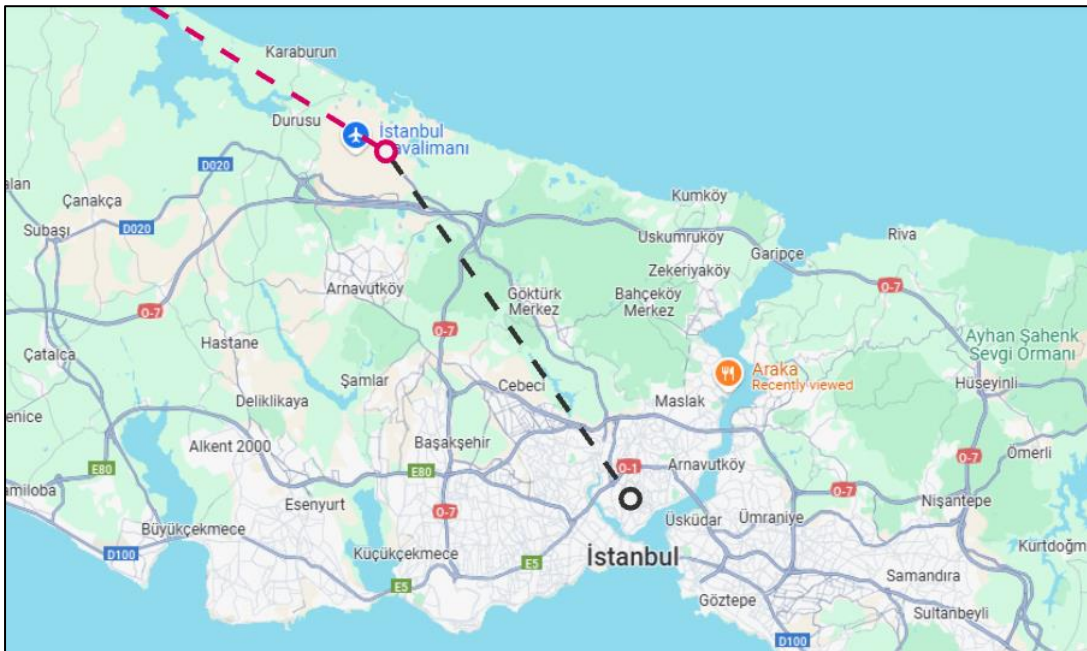 Karaburun
Durusu
İstanbul
avalimanı
D020
Çanakça
alan
Subaşı
D020
Kumköy
Uskumruköy
Garipçe
Riva
Zekeriyaköy
Arnavutköy
Göktürk
Merkez
Bahçeköy
Merkez
O-7
O-7
O-7
Ayhan Şahenk
Sevgi Ormanı
Hastane
Çatalca
Şamlar
Cebeci
Araka
Recently viewed
Hüseyinli
Deliklikaya
Maslak
enice
Alkent 2000
Başakşehir
Ömerli
E80
E80
O-1
Arnavutköy
amiloba
Esenyurt
O-7
O-7
Nişantepe
Büyükçekmece
Üsküdar
Ümraniye
D100
Küçükçekmece
İstanbul
Kurtdoğm
E5
E5
Samandıra
Göztepe
Sultanbeyli
D100